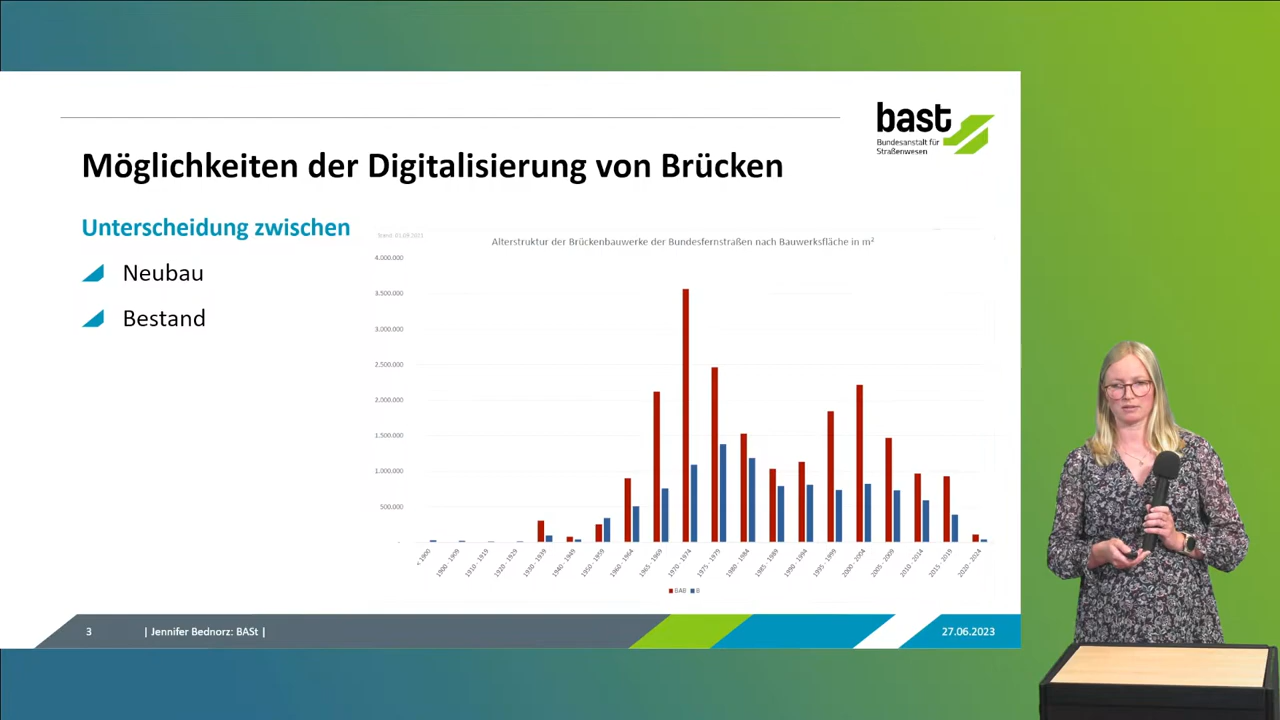 bast
Bundesanstalt für
Straßenwesen
Möglichkeiten der Digitalisierung von Brücken
Unterscheidung zwischen
Neubau
Bestand
Stand: 01.09.2021
Alterstruktur der Brückenbauwerke der Bundesfernstraßen nach Bauwerksfläche in m²
4.000.000
3.500.000
3.000.000
2.500.000
2.000.000
1.500.000
1.000.000
500.000
-
< 1900
1900 - 1909
1910 - 1919
1920 - 1929
1930 - 1939
1940 - 1949
1950 - 1959
1960 - 1964
1965 - 1969
1970 - 1974
1975 - 1979
1980 - 1984
1985 - 1989
1990 - 1994
1995 - 1999
2000 - 2004
2005 - 2009
2010 - 2014
2015 - 2019
2020 - 2024
BAB B
3 | Jennifer Bednorz: BASt | 27.06.2023